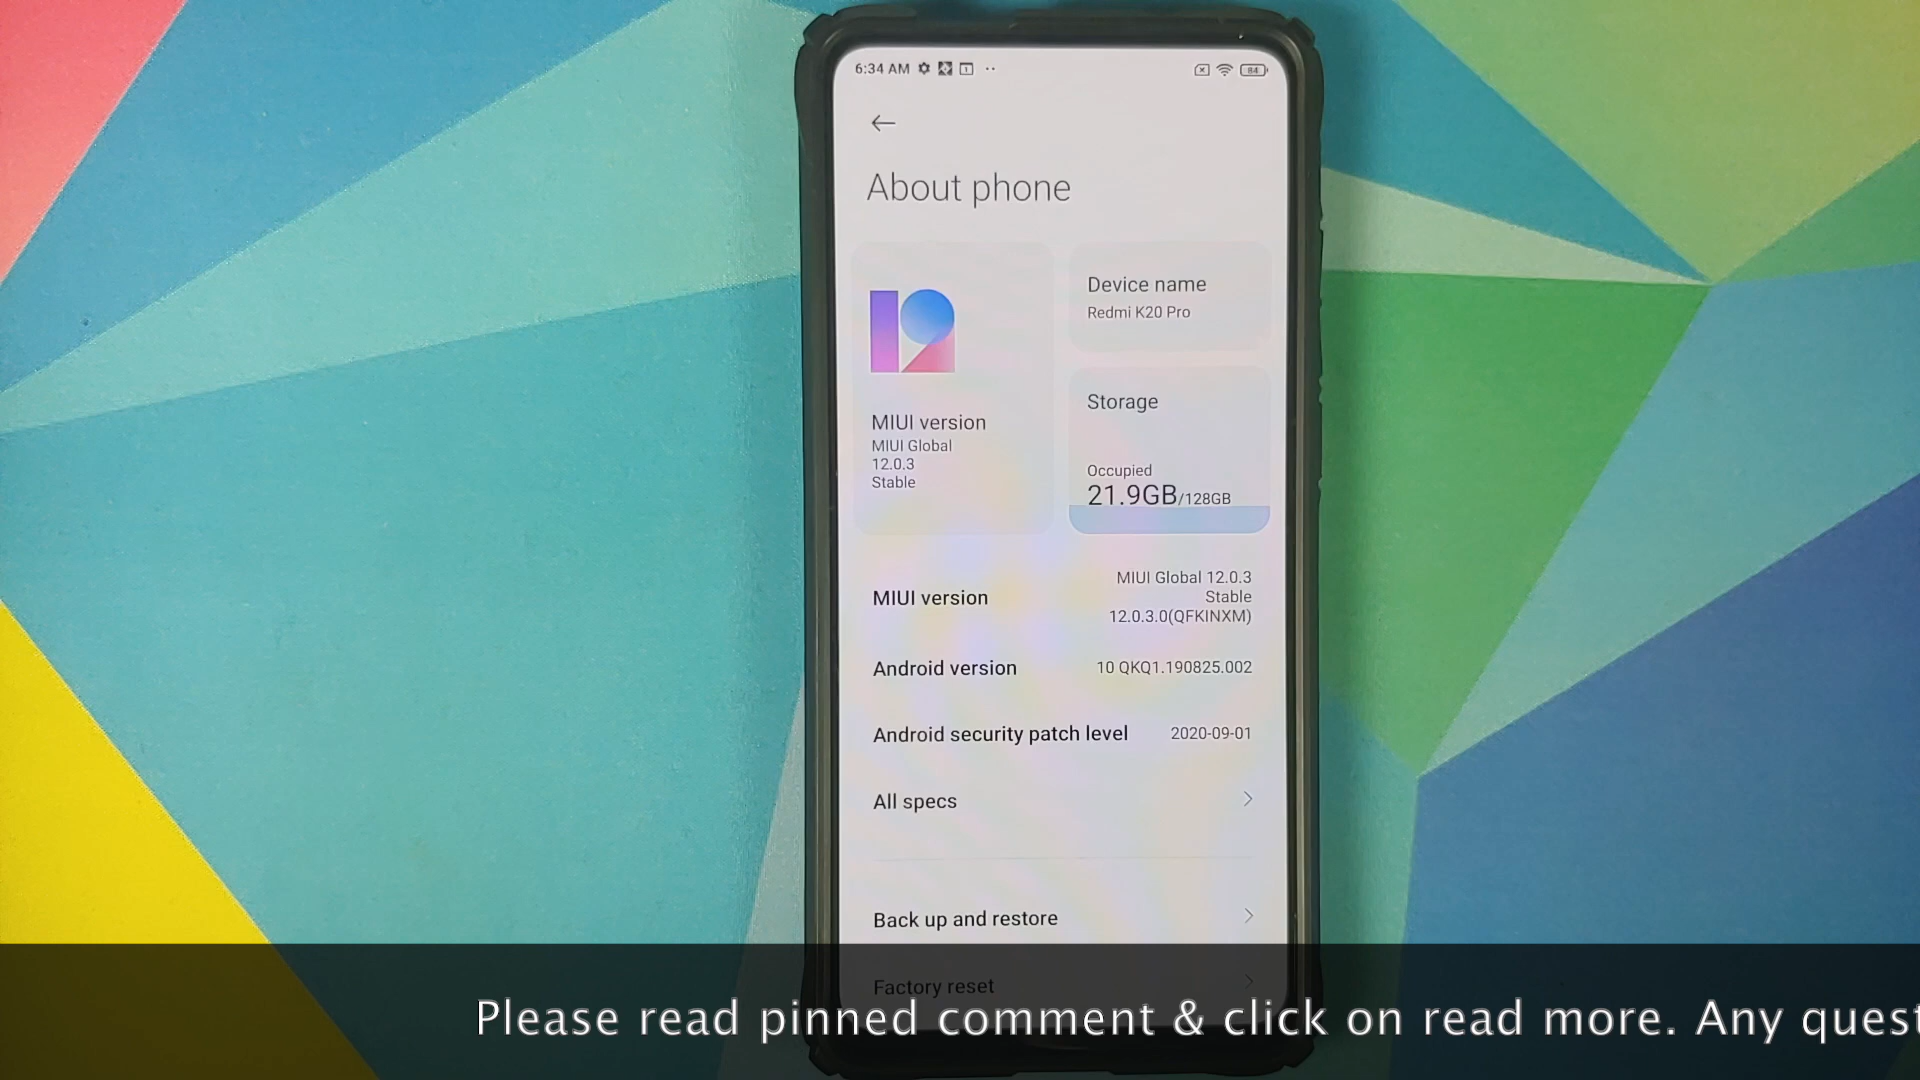 6:34 AM
84
About phone
12
MIUI version
MIUI Global
12.0.3
Stable
Device name
Redmi K20 Pro
Storage
Occupied
21.9GB/128GB
MIUI version
MIUI Global 12.0.3
Stable
12.0.3.0(QFKINXM)
Android version
10 QKQ1.190825.002
Android security patch level
2020-09-01
All specs
Back up and restore
Factory reset
Please read pinned comment & click on read more. Any quest